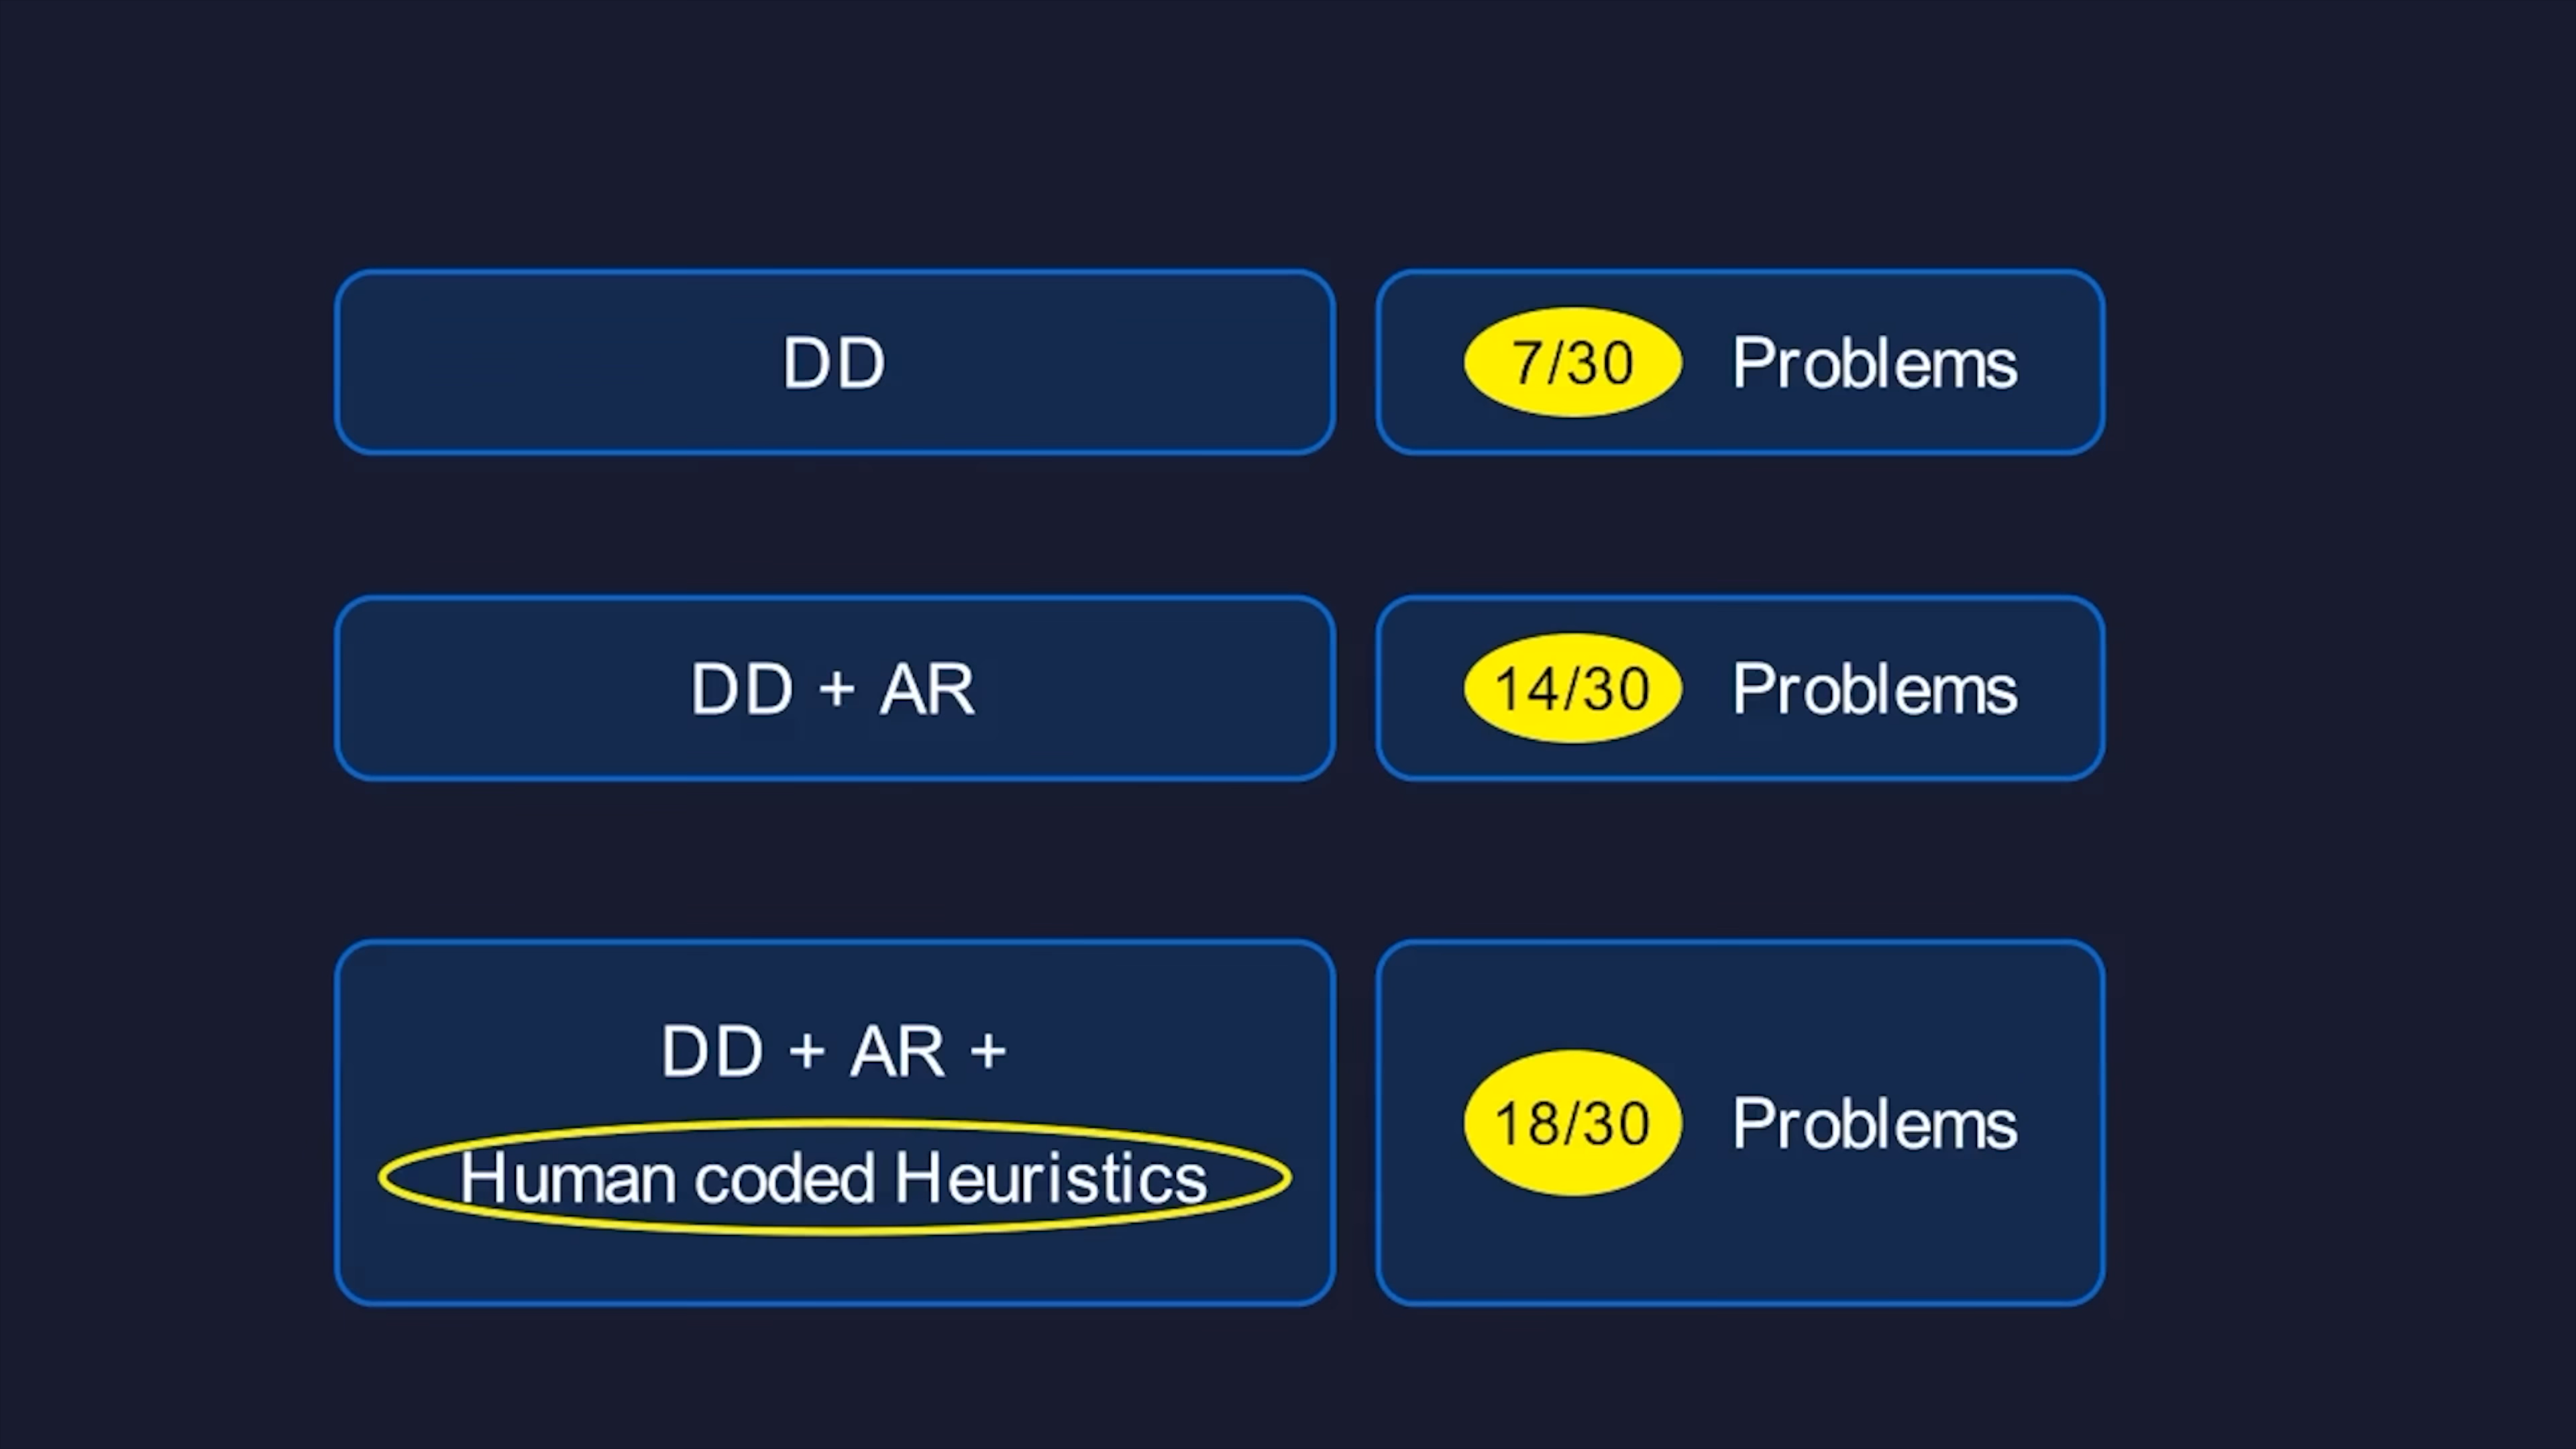 DD
7/30 Problems
DD + AR
14/30 Problems
DD + AR +
Human coded Heuristics
18/30 Problems